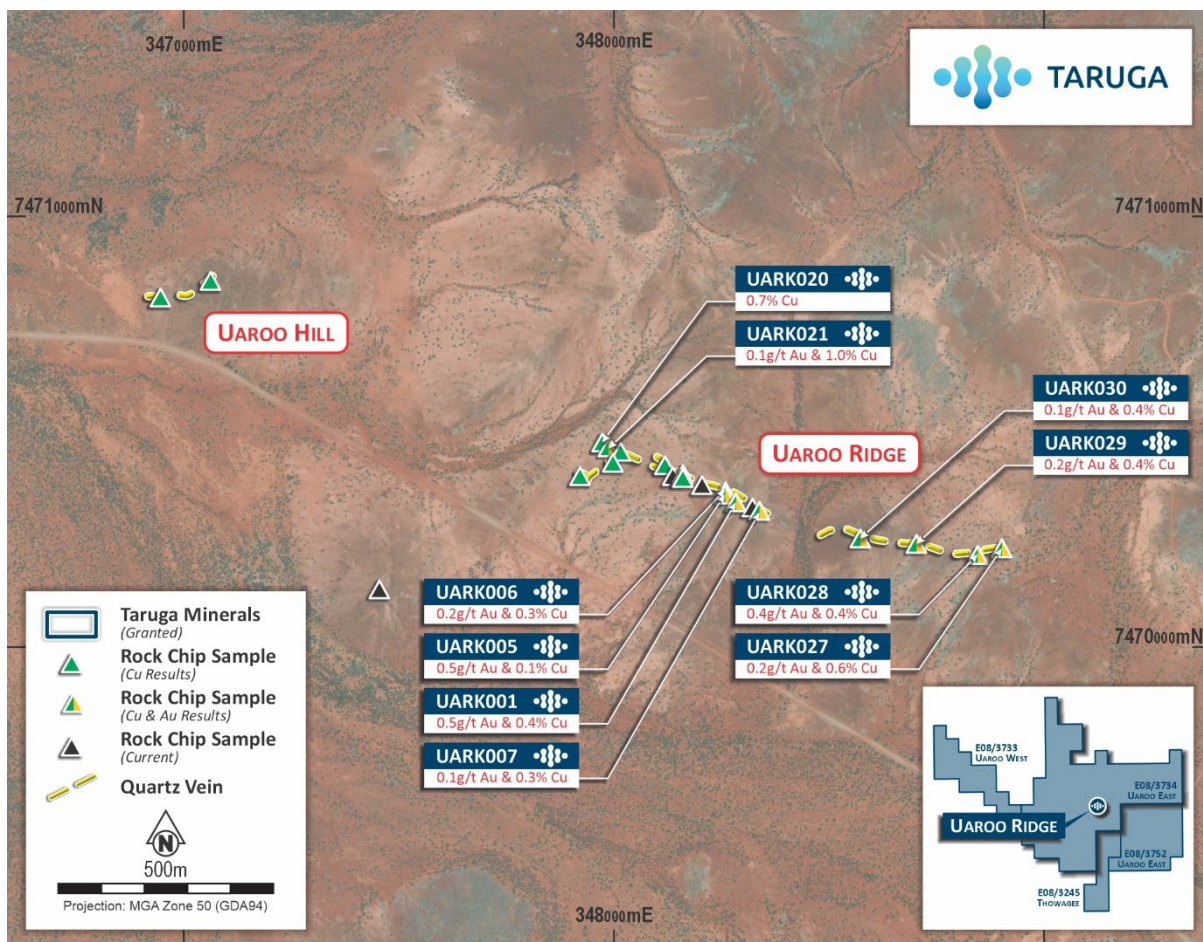 347000mE
348000mE
TARUGA
7471000mN
7471000mN
UAROO HILL
UARK020
0.7% Cu
UARK021
0.1g/t Au & 1.0% Cu
UAROO RIDGE
UARK030
0.1g/t Au & 0.4% Cu
UARK029
0.2g/t Au & 0.4% Cu
UARK006
0.2g/t Au & 0.3% Cu
UARK005
0.5g/t Au & 0.1% Cu
UARK001
0.5g/t Au & 0.4% Cu
UARK007
0.1g/t Au & 0.3% Cu
UARK028
0.4g/t Au & 0.4% Cu
UARK027
0.2g/t Au & 0.6% Cu
7470000mN
Taruga Minerals
(Granted)
Rock Chip Sample
(Cu Results)
Rock Chip Sample
(Cu & Au Results)
Rock Chip Sample
(Current)
Quartz Vein
N
500m
Projection: MGA Zone 50 (GDA94)
348000mE
E08/3733
UAROO WEST
E08/3734
UAROO EAST
UAROO RIDGE
E08/3752
UAROO EAST
E08/3245
THOWAGEE